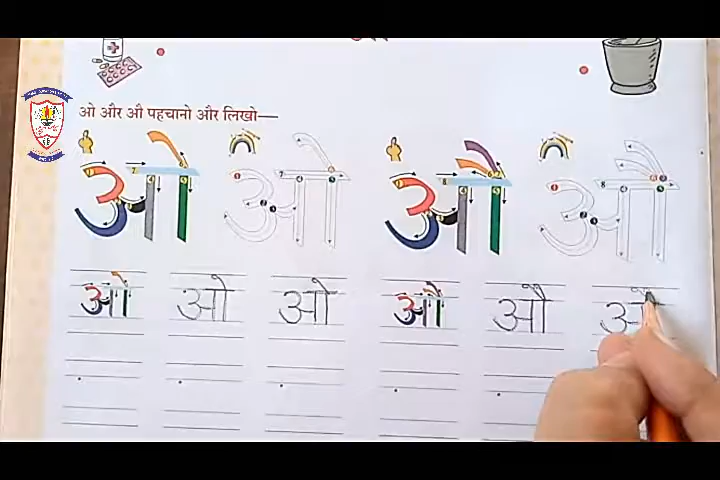 ओ और औ पहचानो और लिखो—
ओ ओ औ औ
ओ ओ ओ औ औ